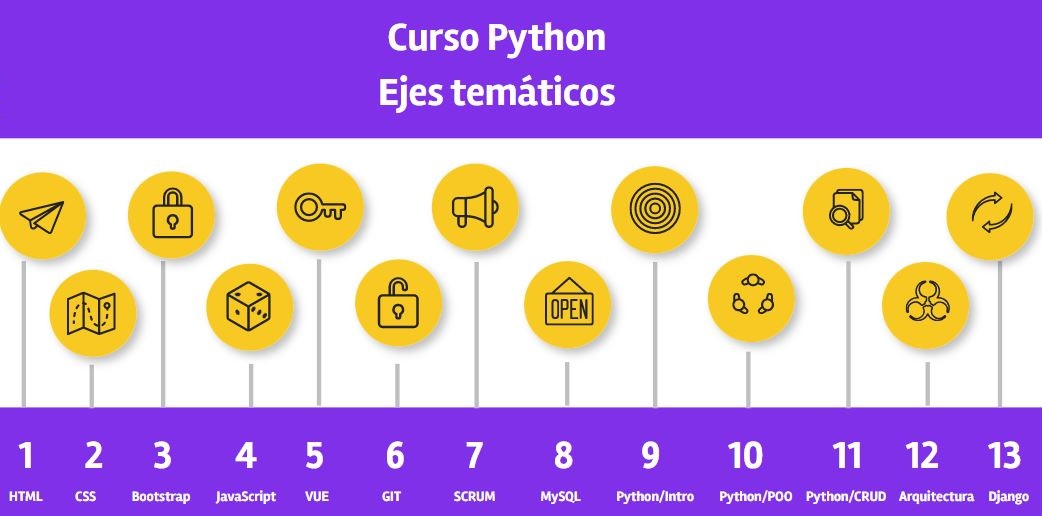 Curso Python
Ejes temáticos
OPEN
1 2 3 4 5 6 7 8 9 10 11 12 13
HTML CSS Bootstrap JavaScript VUE GIT SCRUM MySQL Python/Intro Python/POO Python/CRUD Arquitectura Django